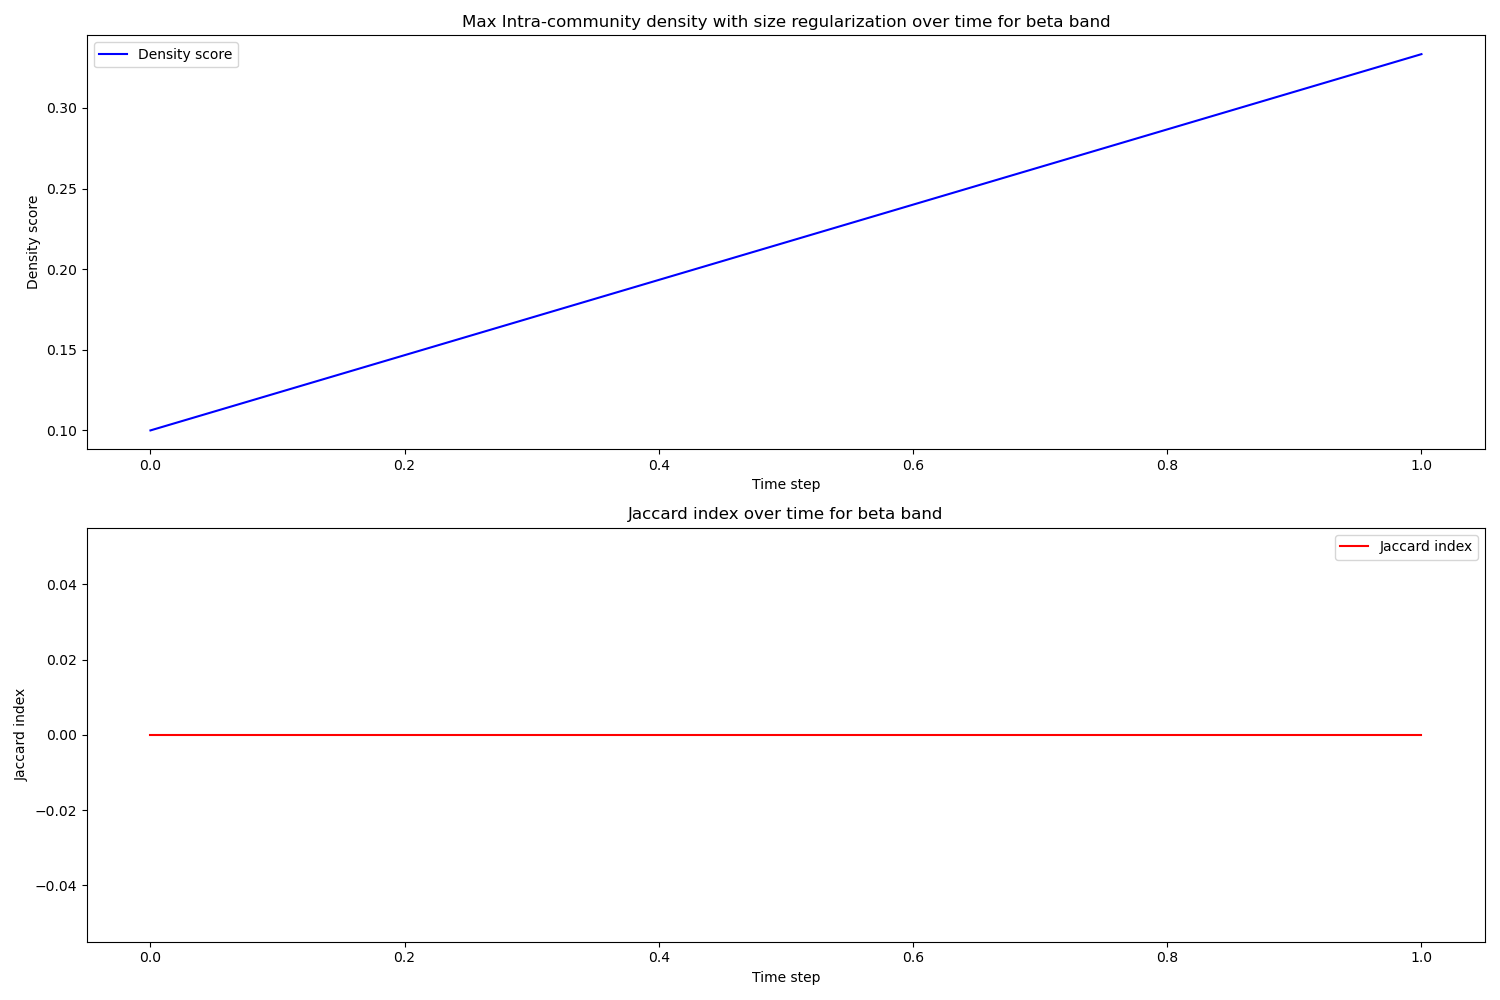 Max Intra-community density with size regularization over time for beta band
Density score
Density score
0.30
0.25
0.20
0.15
0.10
0.0 0.2 0.4 0.6 0.8 1.0
Time step
Jaccard index over time for beta band
Jaccard index
Jaccard index
0.04
0.02
0.00
−0.02
−0.04
0.0 0.2 0.4 0.6 0.8 1.0
Time step